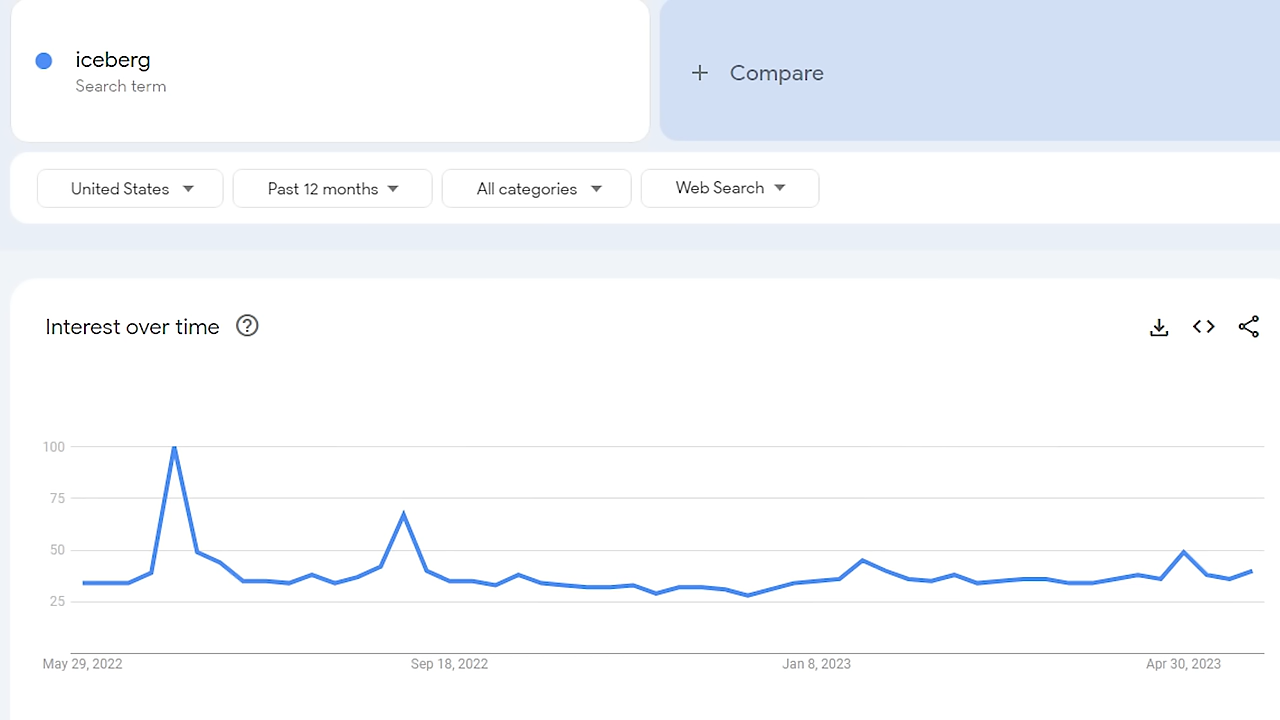 iceberg
Search term
+ Compare
United States
Past 12 months
All categories
Web Search
Interest over time ?
100
75
50
25
May 29, 2022
Sep 18, 2022
Jan 8, 2023
Apr 30, 2023